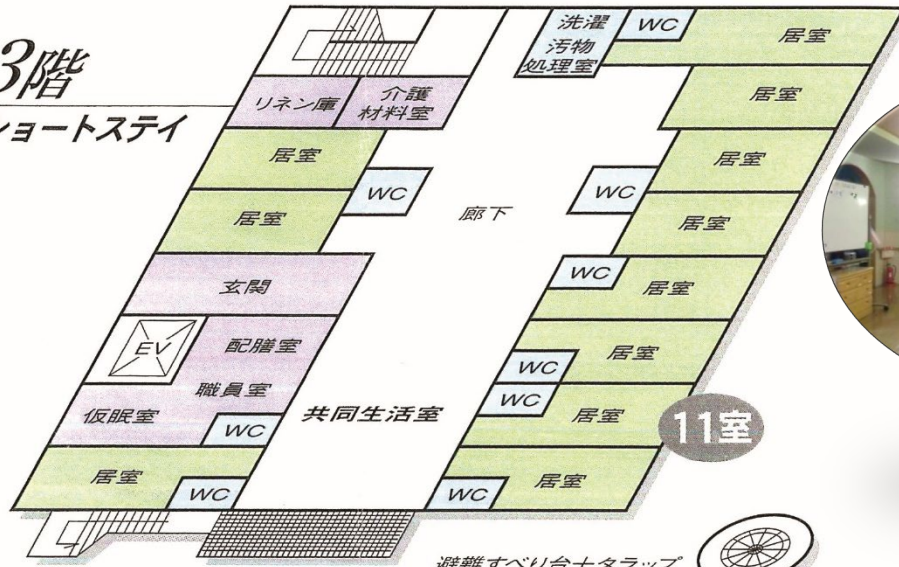 3階
ショートステイ
洗濯
汚物
処理室
WC
居室
リネン庫
介護
材料室
居室
居室
WC
WC
居室
居室
廊下
居室
居室
玄関
WC
居室
EV
配膳室
WC
居室
職員室
仮眠室
WC
共同生活室
WC
居室
11室
居室
WC
WC
居室
避難すべり台+タラップ